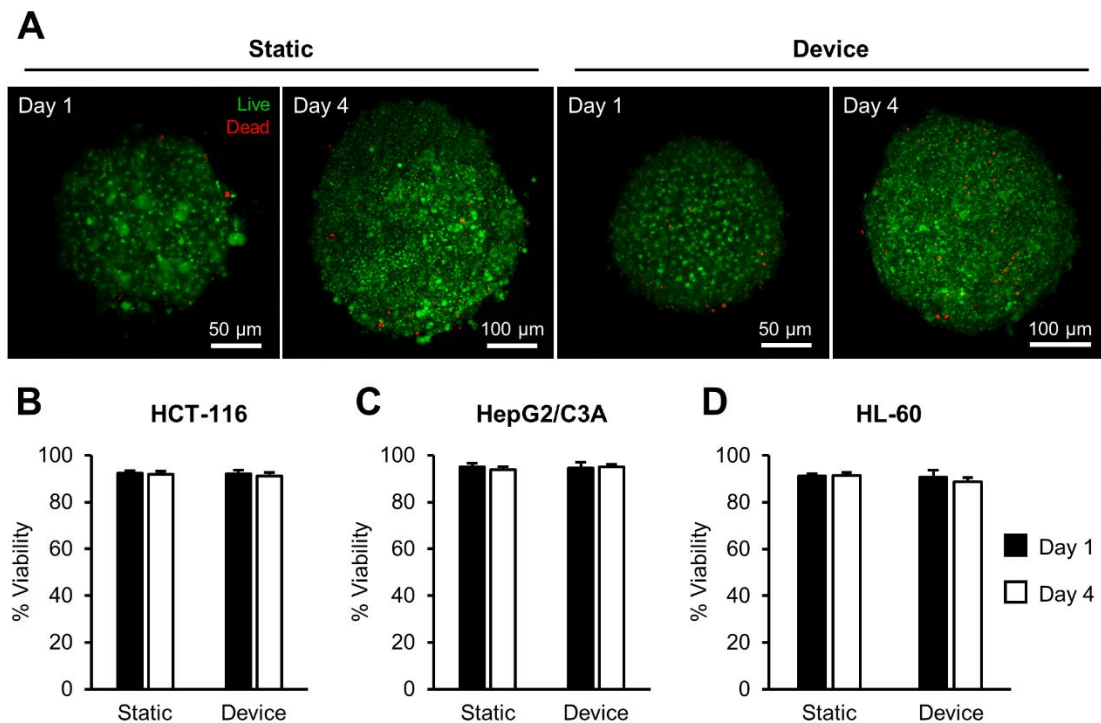 A
Static
Device
Day 1
Live
Dead
50 µm
Day 4
100 µm
Day 1
50 µm
Day 4
100 µm
B
HCT-116
% Viability
100
80
60
40
20
0
Static
Device
C
HepG2/C3A
% Viability
100
80
60
40
20
0
Static
Device
D
HL-60
% Viability
100
80
60
40
20
0
Static
Device
Day 1
Day 4